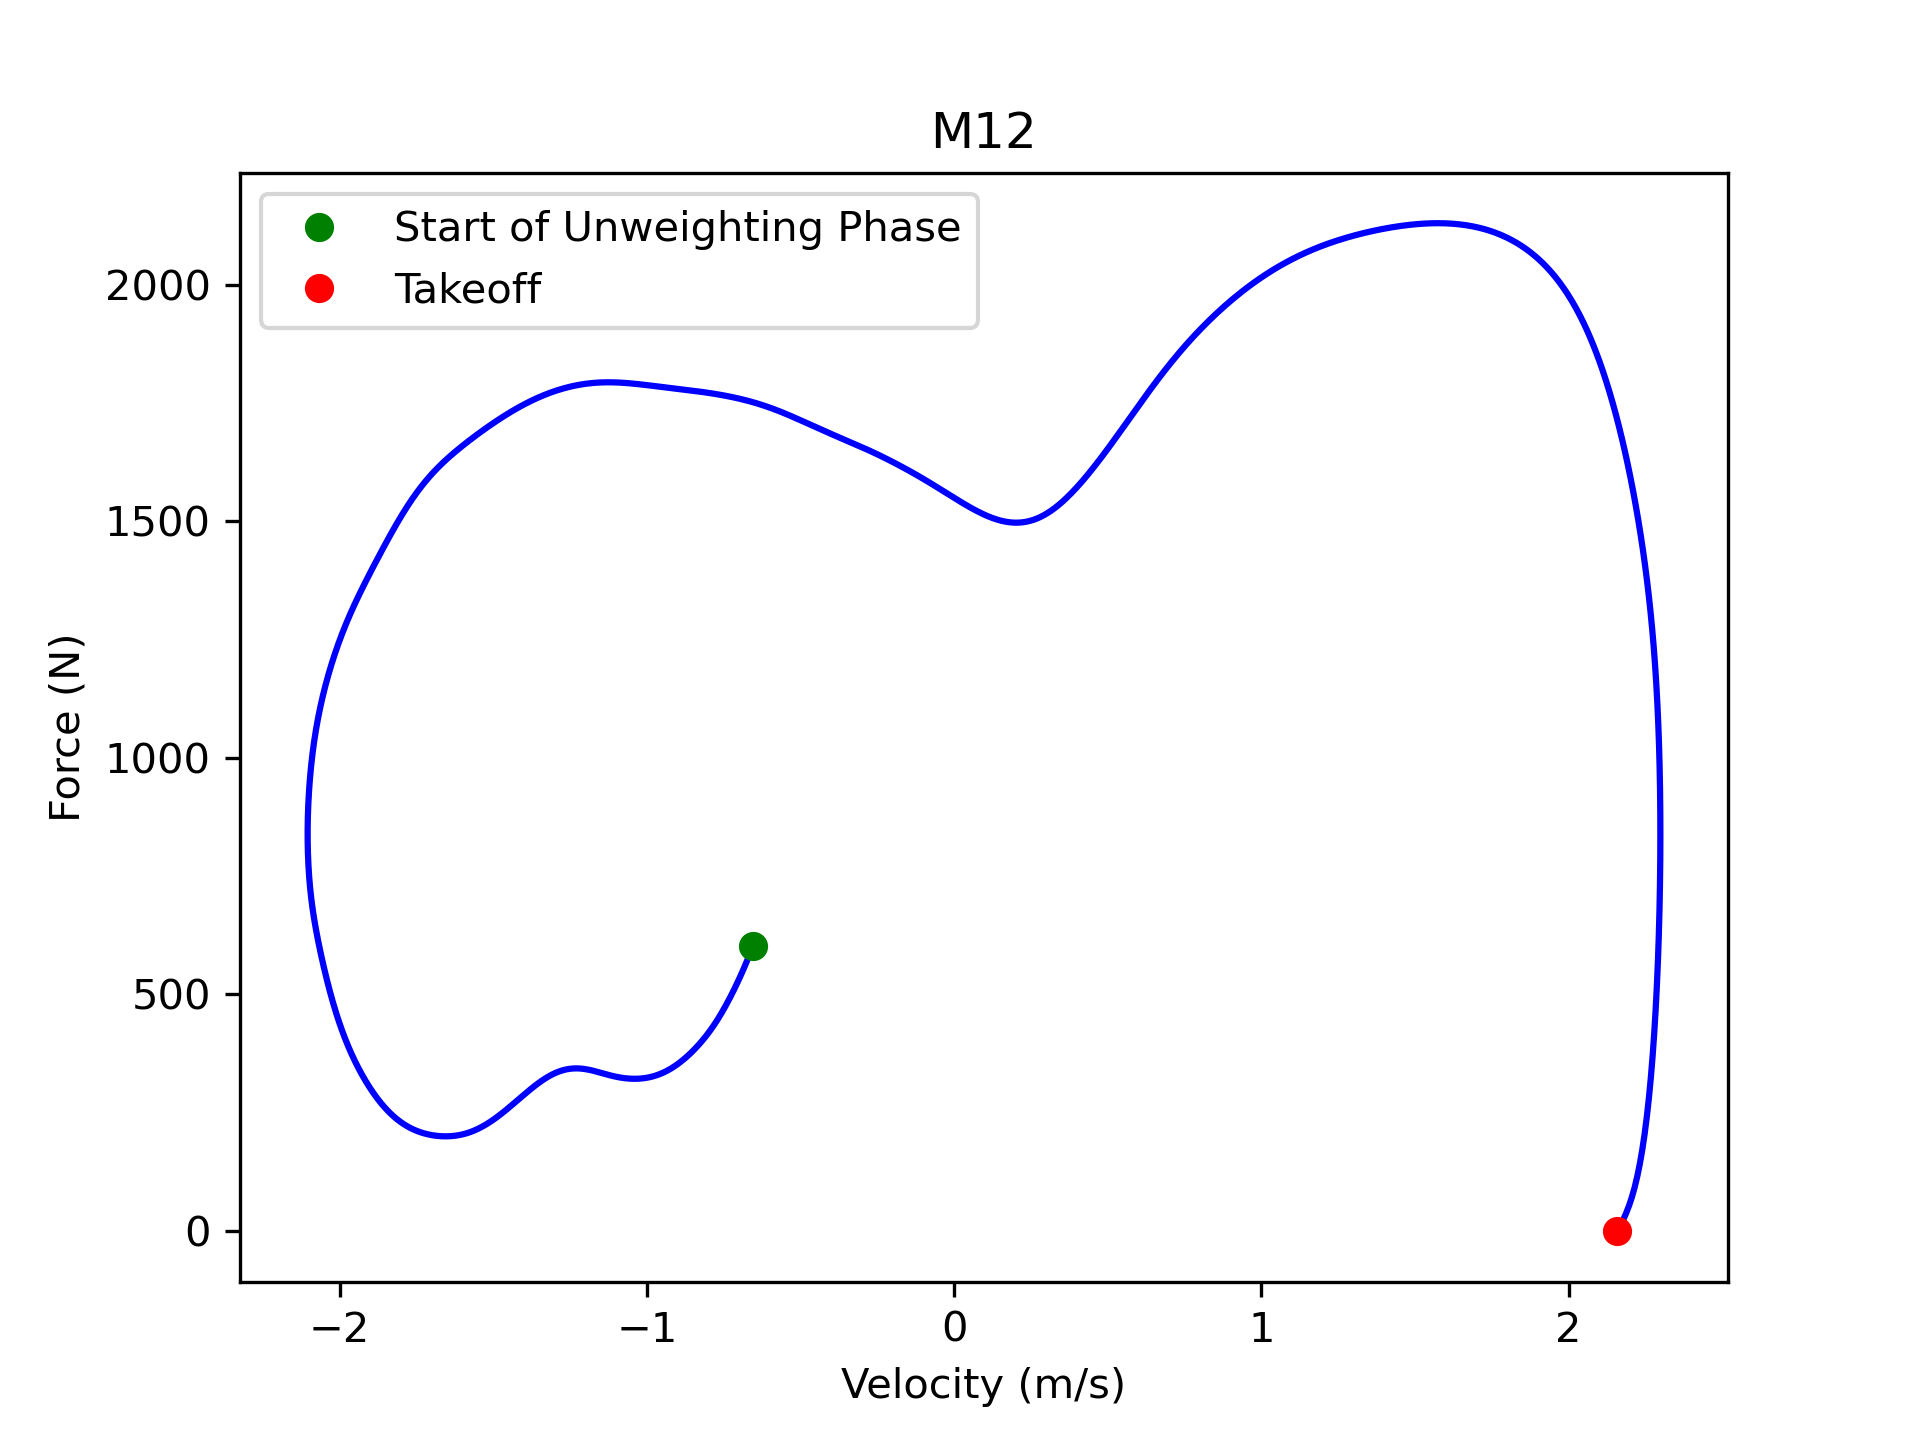 M12
Start of Unweighting Phase
Takeoff
2000
1500
1000
500
0
Force (N)
−2
−1
0
1
2
Velocity (m/s)